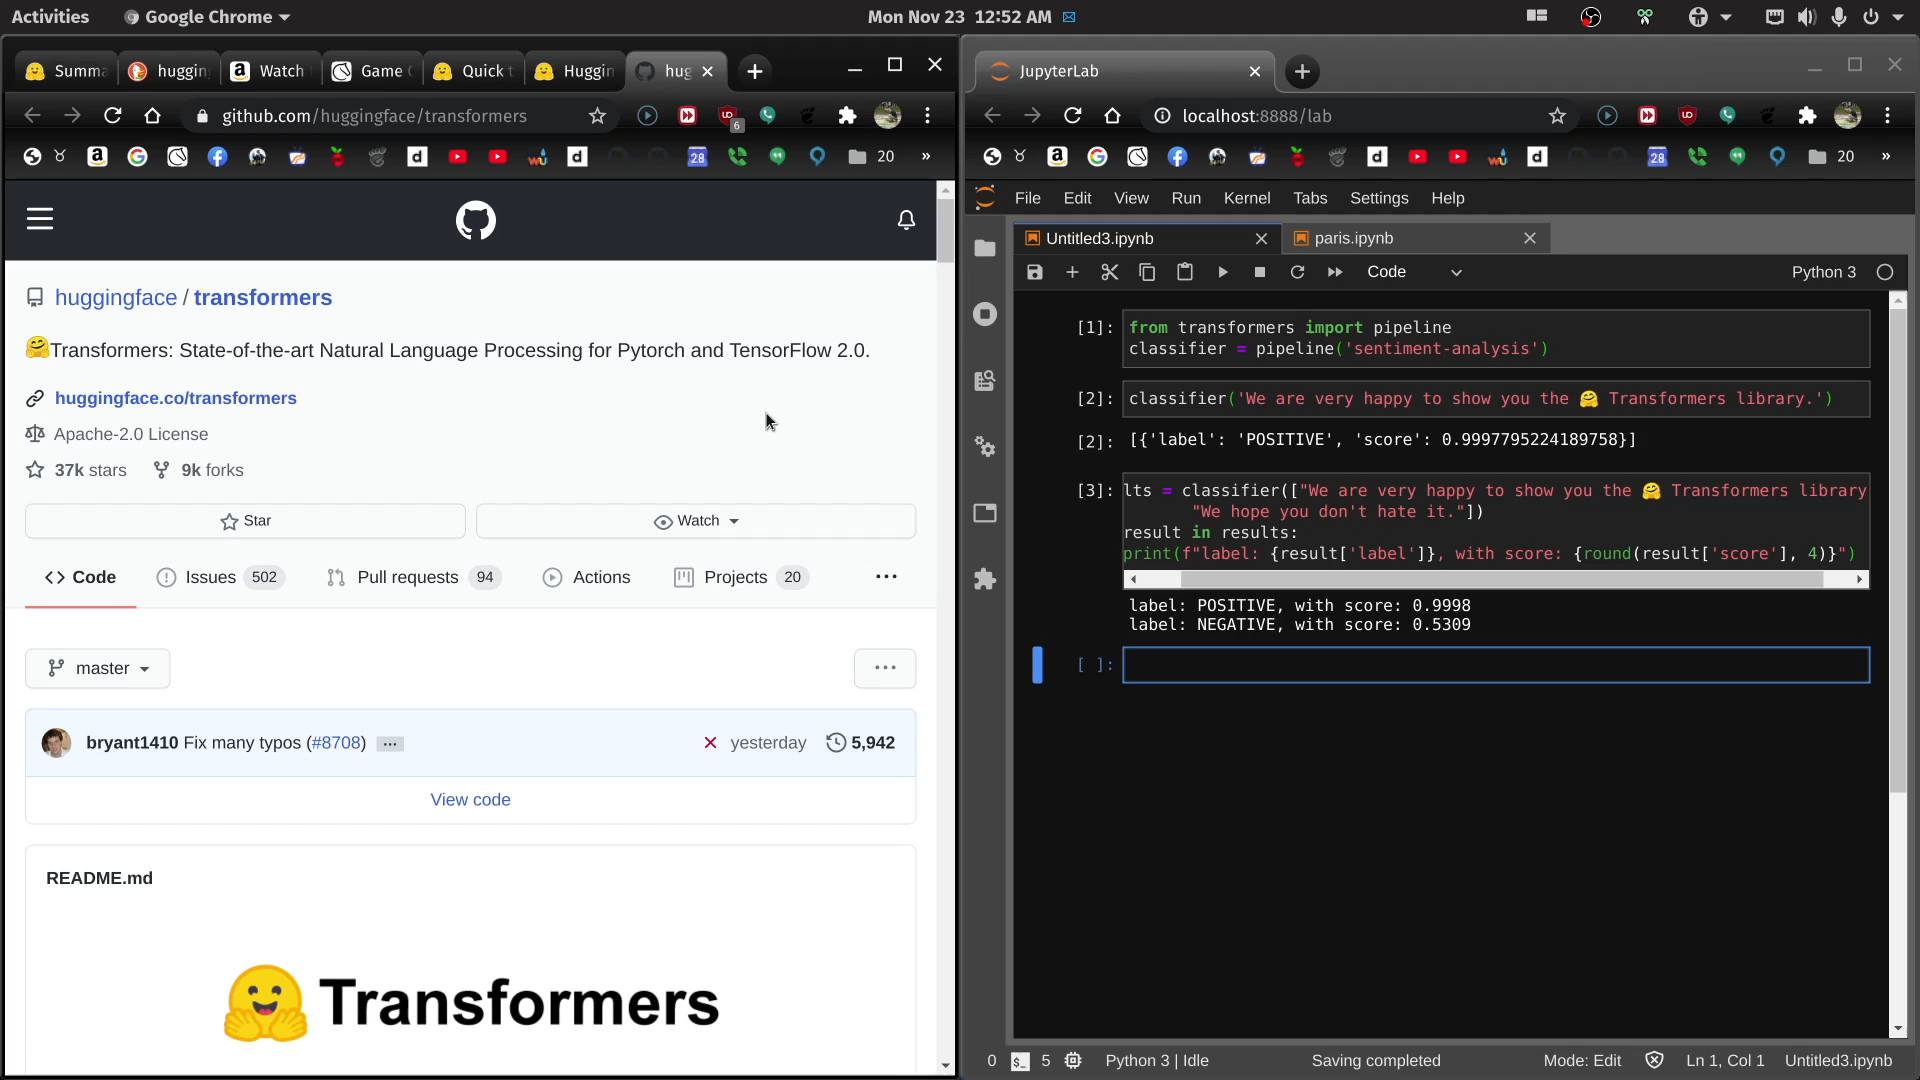 Activities
Google Chrome
Mon Nov 23 12:52 AM
Summa
huggin
Watch
Game
Quick t
Huggin
hug
github.com/huggingface/transformers
6
28
20
»
huggingface / transformers
Transformers: State-of-the-art Natural Language Processing for Pytorch and TensorFlow 2.0.
huggingface.co/transformers
Apache-2.0 License
37k stars 9k forks
Star
Watch
Code
Issues 502
Pull requests 94
Actions
Projects 20
master
bryant1410 Fix many typos (#8708)
yesterday
5,942
View code
README.md
Transformers
JupyterLab
localhost:8888/lab
28
20
»
File Edit View Run Kernel Tabs Settings Help
Untitled3.ipynb
paris.ipynb
Code
Python 3
[1]: from transformers import pipeline
classifier = pipeline('sentiment-analysis')
[2]: classifier('We are very happy to show you the 🤗 Transformers library.')
[2]: [{'label': 'POSITIVE', 'score': 0.9997795224189758}]
[3]: lts = classifier(["We are very happy to show you the 🤗 Transformers library
"We hope you don't hate it."])
result in results:
print(f"label: {result['label']}, with score: {round(result['score'], 4)}")
label: POSITIVE, with score: 0.9998
label: NEGATIVE, with score: 0.5309
[ ]:
0
5
Python 3 | Idle
Saving completed
Mode: Edit
Ln 1, Col 1
Untitled3.ipynb